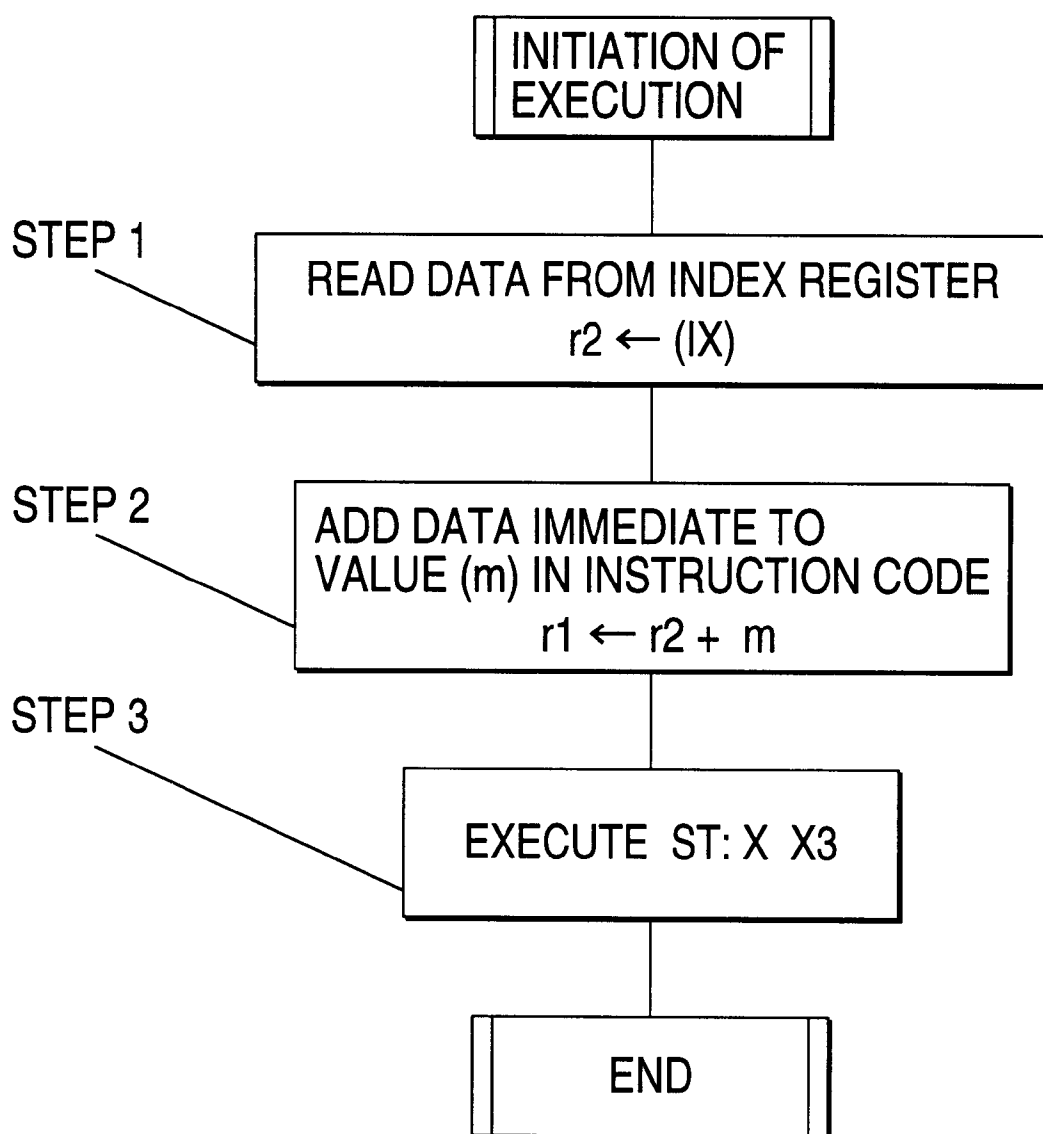 INITIATION OF
EXECUTION
STEP 1
READ DATA FROM INDEX REGISTER
r2 ← (IX)
STEP 2
ADD DATA IMMEDIATE TO
VALUE (m) IN INSTRUCTION CODE
r1 ← r2 + m
STEP 3
EXECUTE ST: X X3
END